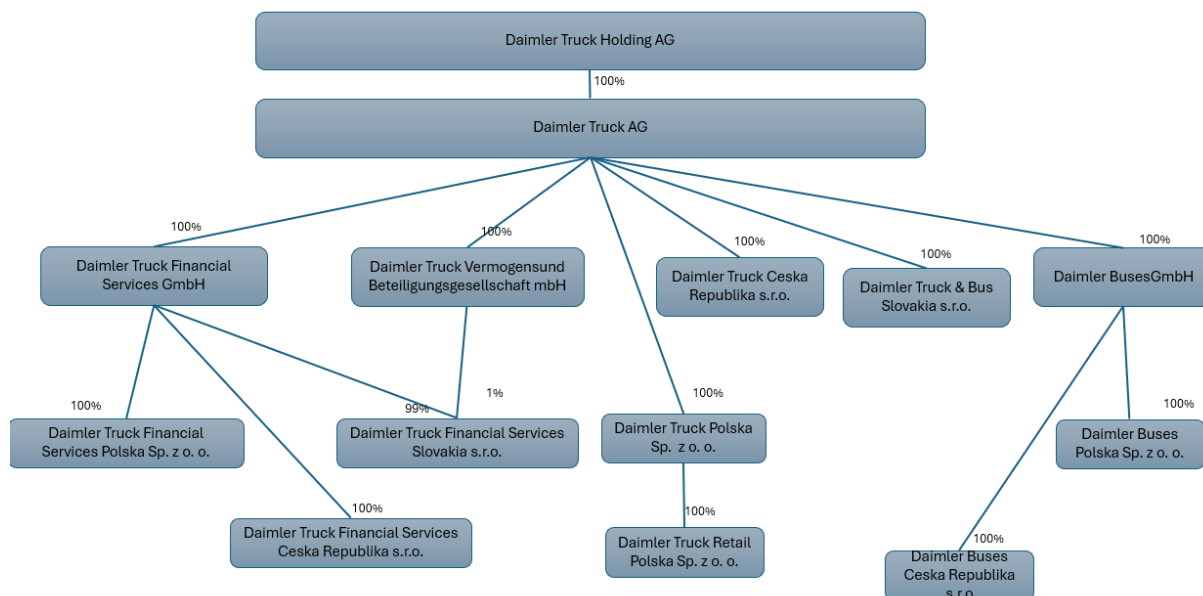 Daimler Truck Holding AG
100%
Daimler Truck AG
100%
100%
100%
100%
100%
Daimler Truck Financial
Services GmbH
Daimler Truck Vermogensund
Beteiligungsgesellschaft mbH
Daimler Truck Ceska
Republika s.r.o.
Daimler Truck & Bus
Slovakia s.r.o.
Daimler BusesGmbH
100%
99%
1%
100%
100%
Daimler Truck Financial
Services Polska Sp. z o. o.
Daimler Truck Financial Services
Slovakia s.r.o.
Daimler Truck Polska
Sp. z o. o.
Daimler Buses
Polska Sp. z o. o.
100%
100%
100%
Daimler Truck Financial Services
Ceska Republika s.r.o.
Daimler Truck Retail
Polska Sp. z o. o.
Daimler Buses
Ceska Republika
s.r.o.